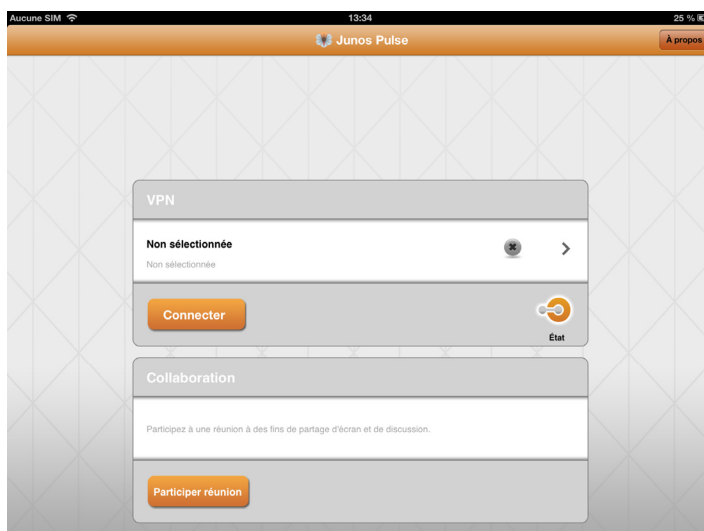 Aucune SIM 13:34 25 %
Junos Pulse À propos
VPN
Non sélectionnée
Non sélectionnée
Connecter
État
Collaboration
Participez à une réunion à des fins de partage d'écran et de discussion.
Participer réunion